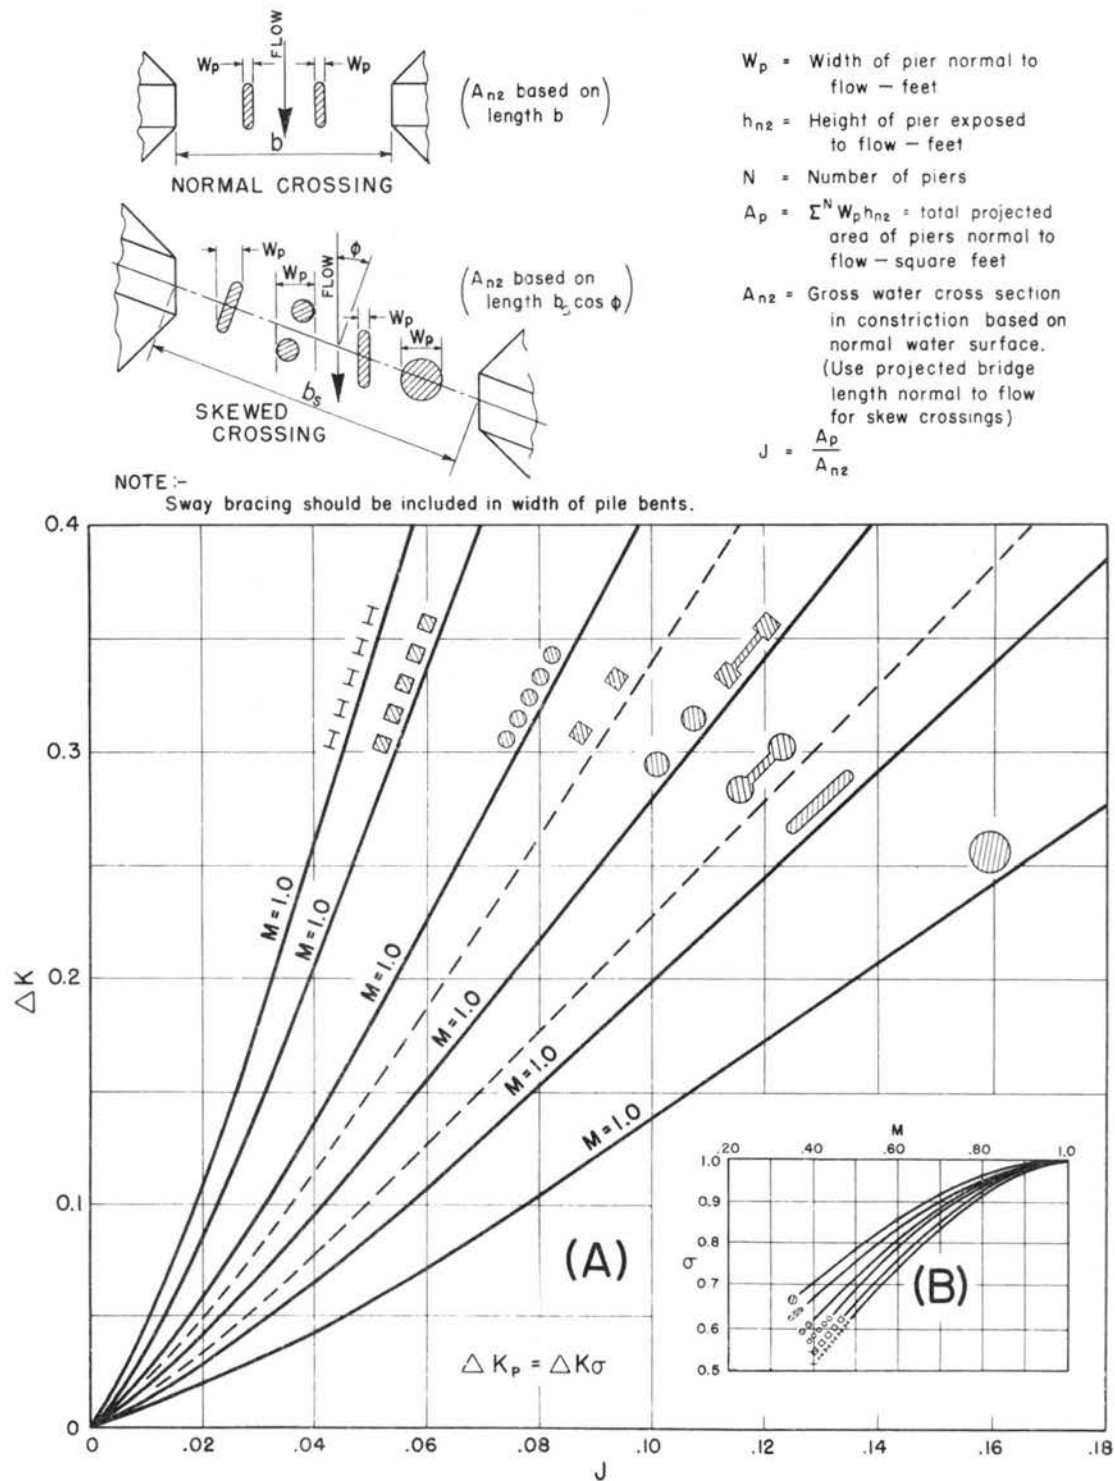 FLOW
Wp
Wp
(An2 based on
length b)
b
NORMAL CROSSING
Wp
Wp
FLOW
ϕ
Wp
Wp
(An2 based on
length bs cos ϕ)
bs
SKEWED
CROSSING
Wp = Width of pier normal to
flow — feet
hn2 = Height of pier exposed
to flow — feet
N = Number of piers
Ap = Σ^N Wp hn2 = total projected
area of piers normal to
flow — square feet
An2 = Gross water cross section
in constriction based on
normal water surface.
(Use projected bridge
length normal to flow
for skew crossings)
J = Ap
An2
NOTE :-
Sway bracing should be included in width of pile bents.
0.4
0.3
0.2
0.1
0
ΔK
M=1.0
M=1.0
M=1.0
M=1.0
M=1.0
M=1.0
(A)
ΔKp = ΔKσ
M
.20 .40 .60 .80 1.0
1.0
0.9
0.8
0.7
0.6
0.5
σ
(B)
0 .02 .04 .06 .08 .10 .12 .14 .16 .18
J